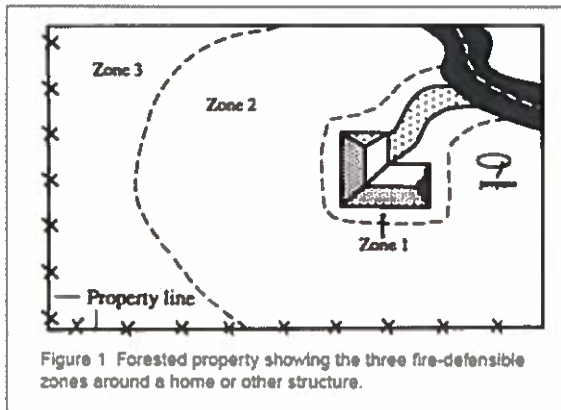 Zone 3
Zone 2
propane
Zone 1
Property line
Figure 1 Forested property showing the three fire-defensible
zones around a home or other structure.